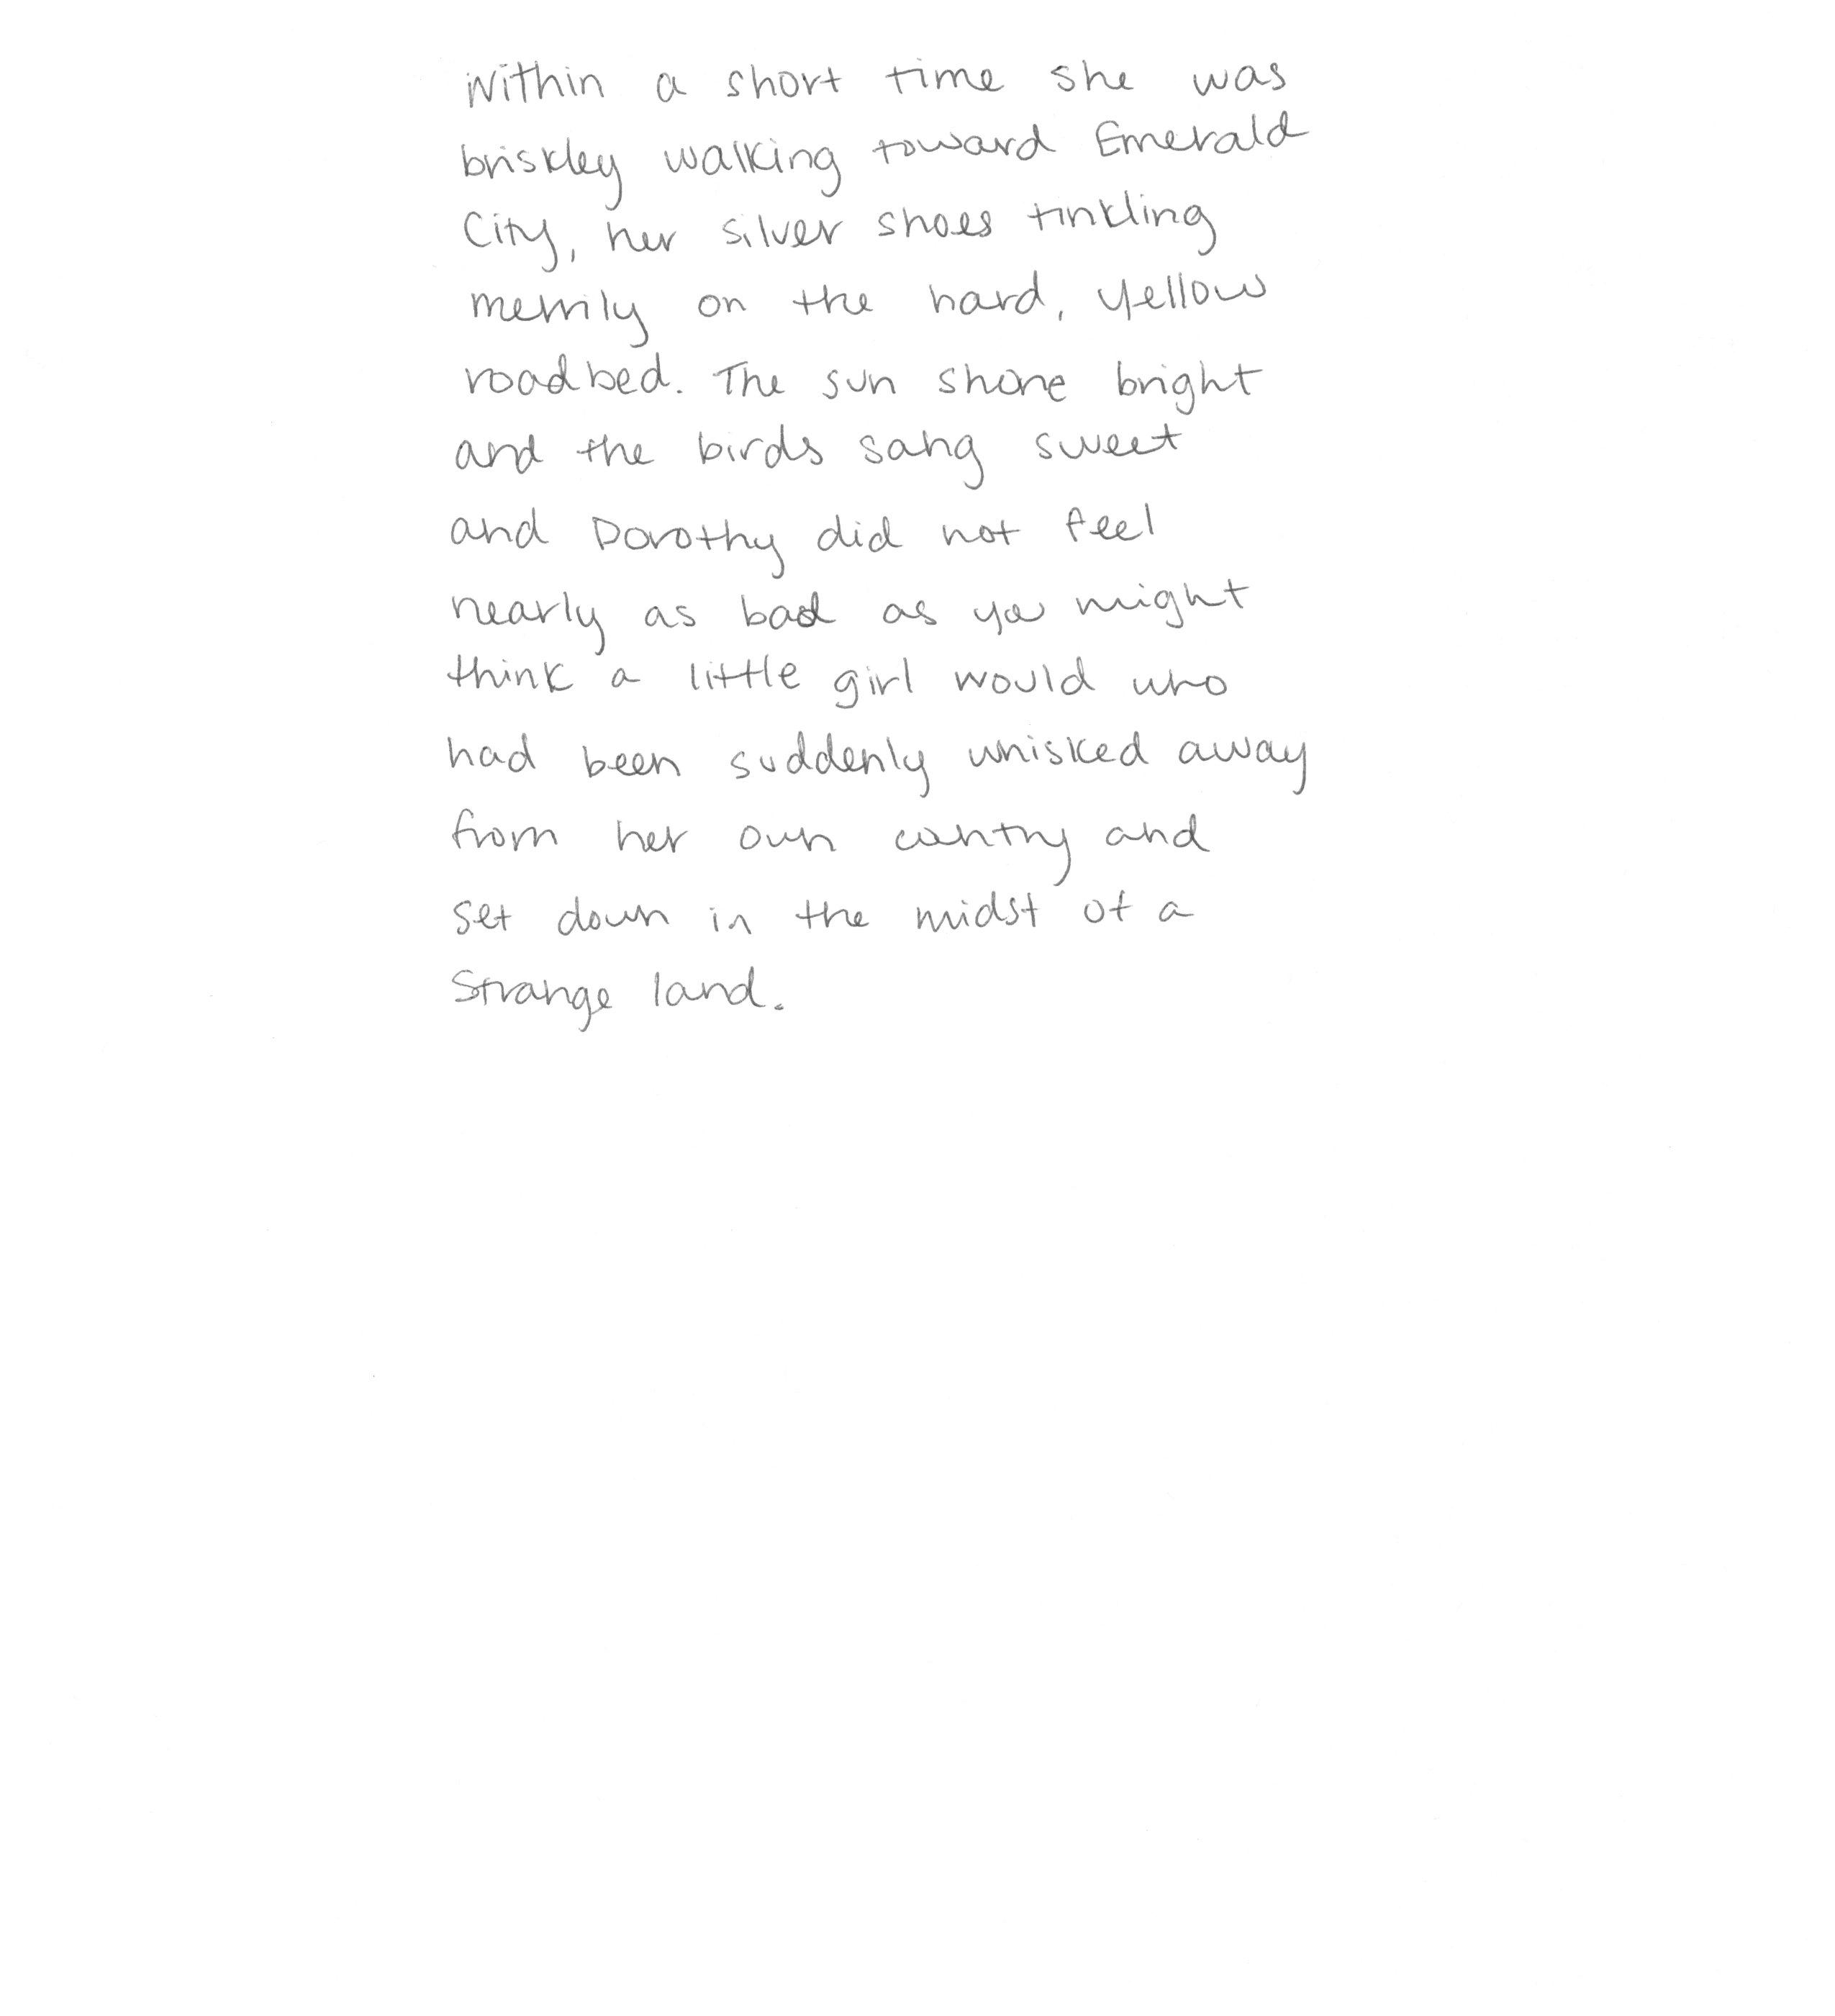 Within a short time she was
briskley walking toward Emerald
City, her silver shoes tinkling
merrily on the hard, yellow
roadbed. The sun shone bright
and the birds sang sweet
and Dorothy did not feel
nearly as bad as you might
think a little girl would who
had been suddenly whisked away
from her own country and
set down in the midst of a
strange land.